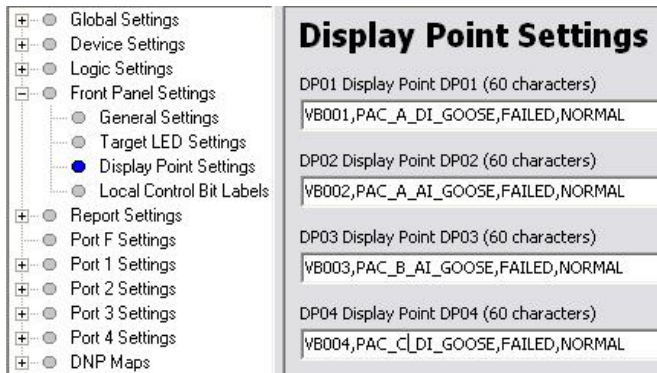 Global Settings
Device Settings
Logic Settings
Front Panel Settings
General Settings
Target LED Settings
Display Point Settings
Local Control Bit Labels
Report Settings
Port F Settings
Port 1 Settings
Port 2 Settings
Port 3 Settings
Port 4 Settings
DNP Maps
Display Point Settings
DP01 Display Point DP01 (60 characters)
VB001,PAC_A_DI_GOOSE,FAILED,NORMAL
DP02 Display Point DP02 (60 characters)
VB002,PAC_A_AI_GOOSE,FAILED,NORMAL
DP03 Display Point DP03 (60 characters)
VB003,PAC_B_AI_GOOSE,FAILED,NORMAL
DP04 Display Point DP04 (60 characters)
VB004,PAC_C_DI_GOOSE,FAILED,NORMAL